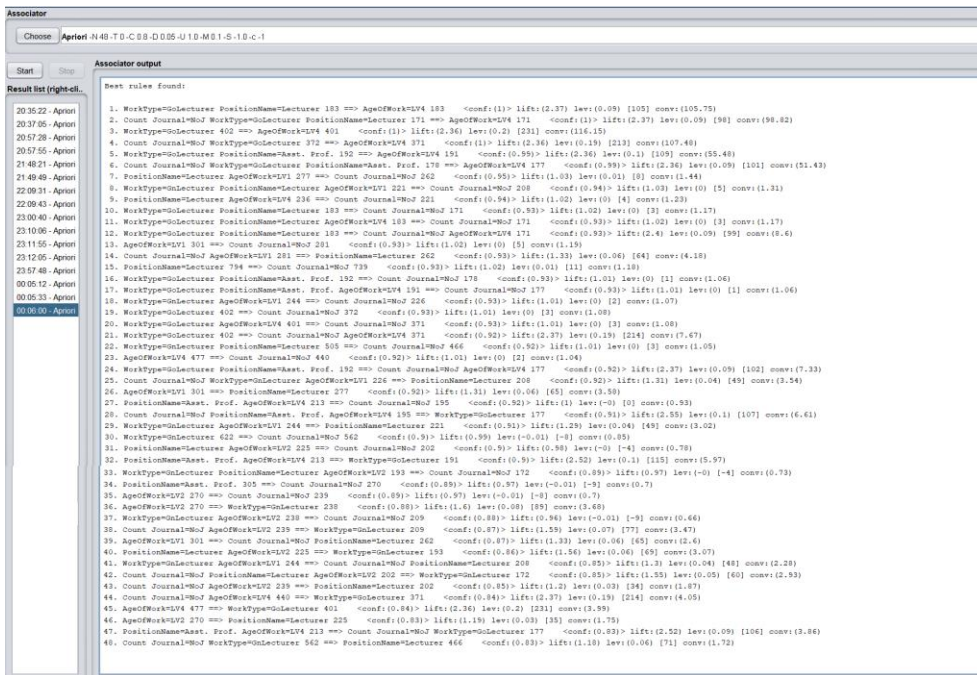 Associator
Choose Apriori -N 48 -T 0 -C 0.8 -D 0.05 -U 1.0 -M 0.1 -S -1.0 -c -1
Start Stop
Associator output
Result list (right-cli..
20:35:22 - Apriori
20:37:05 - Apriori
20:57:28 - Apriori
20:57:55 - Apriori
21:48:21 - Apriori
21:49:49 - Apriori
22:09:31 - Apriori
22:09:43 - Apriori
23:00:40 - Apriori
23:10:06 - Apriori
23:11:55 - Apriori
23:12:05 - Apriori
23:57:48 - Apriori
00:05:12 - Apriori
00:05:33 - Apriori
00:06:00 - Apriori
Best rules found:
1. WorkType=GoLecturer PositionName=Lecturer 183 ==> AgeOfWork=LV4 183 <conf:(1)> lift:(2.37) lev:(0.09) [105] conv:(105.75)
2. Count Journal=NoJ WorkType=GoLecturer PositionName=Lecturer 171 ==> AgeOfWork=LV4 171 <conf:(1)> lift:(2.37) lev:(0.09) [98] conv:(98.82)
3. WorkType=GoLecturer 402 ==> AgeOfWork=LV4 401 <conf:(1)> lift:(2.36) lev:(0.2) [231] conv:(116.15)
4. Count Journal=NoJ WorkType=GoLecturer 372 ==> AgeOfWork=LV4 371 <conf:(1)> lift:(2.36) lev:(0.19) [213] conv:(107.48)
5. WorkType=GoLecturer PositionName=Asst. Prof. 192 ==> AgeOfWork=LV4 191 <conf:(0.99)> lift:(2.36) lev:(0.1) [109] conv:(55.48)
6. Count Journal=NoJ WorkType=GoLecturer PositionName=Asst. Prof. 178 ==> AgeOfWork=LV4 177 <conf:(0.99)> lift:(2.36) lev:(0.09) [101] conv:(51.43)
7. PositionName=Lecturer AgeOfWork=LV1 277 ==> Count Journal=NoJ 262 <conf:(0.95)> lift:(1.03) lev:(0.01) [8] conv:(1.44)
8. WorkType=GnLecturer PositionName=Lecturer AgeOfWork=LV1 221 ==> Count Journal=NoJ 208 <conf:(0.94)> lift:(1.03) lev:(0) [5] conv:(1.31)
9. PositionName=Lecturer AgeOfWork=LV4 236 ==> Count Journal=NoJ 221 <conf:(0.94)> lift:(1.02) lev:(0) [4] conv:(1.23)
10. WorkType=GoLecturer PositionName=Lecturer 183 ==> Count Journal=NoJ 171 <conf:(0.93)> lift:(1.02) lev:(0) [3] conv:(1.17)
11. WorkType=GoLecturer PositionName=Lecturer AgeOfWork=LV4 183 ==> Count Journal=NoJ 171 <conf:(0.93)> lift:(1.02) lev:(0) [3] conv:(1.17)
12. WorkType=GoLecturer PositionName=Lecturer 183 ==> Count Journal=NoJ AgeOfWork=LV4 171 <conf:(0.93)> lift:(2.4) lev:(0.09) [99] conv:(8.6)
13. AgeOfWork=LV1 301 ==> Count Journal=NoJ 281 <conf:(0.93)> lift:(1.02) lev:(0) [5] conv:(1.19)
14. Count Journal=NoJ AgeOfWork=LV1 281 ==> PositionName=Lecturer 262 <conf:(0.93)> lift:(1.33) lev:(0.06) [64] conv:(4.18)
15. PositionName=Lecturer 794 ==> Count Journal=NoJ 739 <conf:(0.93)> lift:(1.02) lev:(0.01) [11] conv:(1.18)
16. WorkType=GoLecturer PositionName=Asst. Prof. 192 ==> Count Journal=NoJ 178 <conf:(0.93)> lift:(1.01) lev:(0) [1] conv:(1.06)
17. WorkType=GoLecturer PositionName=Asst. Prof. AgeOfWork=LV4 191 ==> Count Journal=NoJ 177 <conf:(0.93)> lift:(1.01) lev:(0) [1] conv:(1.06)
18. WorkType=GnLecturer AgeOfWork=LV1 244 ==> Count Journal=NoJ 226 <conf:(0.93)> lift:(1.01) lev:(0) [2] conv:(1.07)
19. WorkType=GoLecturer 402 ==> Count Journal=NoJ 372 <conf:(0.93)> lift:(1.01) lev:(0) [3] conv:(1.08)
20. WorkType=GoLecturer AgeOfWork=LV4 401 ==> Count Journal=NoJ 371 <conf:(0.93)> lift:(1.01) lev:(0) [3] conv:(1.08)
21. WorkType=GoLecturer 402 ==> Count Journal=NoJ AgeOfWork=LV4 371 <conf:(0.92)> lift:(2.37) lev:(0.19) [214] conv:(7.67)
22. WorkType=GnLecturer PositionName=Lecturer 505 ==> Count Journal=NoJ 466 <conf:(0.92)> lift:(1.01) lev:(0) [3] conv:(1.05)
23. AgeOfWork=LV4 477 ==> Count Journal=NoJ 440 <conf:(0.92)> lift:(1.01) lev:(0) [2] conv:(1.04)
24. WorkType=GoLecturer PositionName=Asst. Prof. 192 ==> Count Journal=NoJ AgeOfWork=LV4 177 <conf:(0.92)> lift:(2.37) lev:(0.09) [102] conv:(7.33)
25. Count Journal=NoJ WorkType=GnLecturer AgeOfWork=LV1 226 ==> PositionName=Lecturer 208 <conf:(0.92)> lift:(1.31) lev:(0.04) [49] conv:(3.54)
26. AgeOfWork=LV1 301 ==> PositionName=Lecturer 277 <conf:(0.92)> lift:(1.31) lev:(0.06) [65] conv:(3.58)
27. PositionName=Asst. Prof. AgeOfWork=LV4 213 ==> Count Journal=NoJ 195 <conf:(0.92)> lift:(1) lev:(-0) [0] conv:(0.93)
28. Count Journal=NoJ PositionName=Asst. Prof. AgeOfWork=LV4 195 ==> WorkType=GoLecturer 177 <conf:(0.91)> lift:(2.55) lev:(0.1) [107] conv:(6.61)
29. WorkType=GnLecturer AgeOfWork=LV1 244 ==> PositionName=Lecturer 221 <conf:(0.91)> lift:(1.29) lev:(0.04) [49] conv:(3.02)
30. WorkType=GnLecturer 622 ==> Count Journal=NoJ 562 <conf:(0.9)> lift:(0.99) lev:(-0.01) [-8] conv:(0.85)
31. PositionName=Lecturer AgeOfWork=LV2 225 ==> Count Journal=NoJ 202 <conf:(0.9)> lift:(0.98) lev:(-0) [-4] conv:(0.78)
32. PositionName=Asst. Prof. AgeOfWork=LV4 213 ==> WorkType=GoLecturer 191 <conf:(0.9)> lift:(2.52) lev:(0.1) [115] conv:(5.97)
33. WorkType=GnLecturer PositionName=Lecturer AgeOfWork=LV2 193 ==> Count Journal=NoJ 172 <conf:(0.89)> lift:(0.97) lev:(-0) [-4] conv:(0.73)
34. PositionName=Asst. Prof. 305 ==> Count Journal=NoJ 270 <conf:(0.89)> lift:(0.97) lev:(-0.01) [-9] conv:(0.7)
35. AgeOfWork=LV2 270 ==> Count Journal=NoJ 239 <conf:(0.89)> lift:(0.97) lev:(-0.01) [-8] conv:(0.7)
36. AgeOfWork=LV2 270 ==> WorkType=GnLecturer 238 <conf:(0.88)> lift:(1.6) lev:(0.08) [89] conv:(3.68)
37. WorkType=GnLecturer AgeOfWork=LV2 238 ==> Count Journal=NoJ 209 <conf:(0.88)> lift:(0.96) lev:(-0.01) [-9] conv:(0.66)
38. Count Journal=NoJ AgeOfWork=LV2 239 ==> WorkType=GnLecturer 209 <conf:(0.87)> lift:(1.59) lev:(0.07) [77] conv:(3.47)
39. AgeOfWork=LV1 301 ==> Count Journal=NoJ PositionName=Lecturer 262 <conf:(0.87)> lift:(1.33) lev:(0.06) [65] conv:(2.6)
40. PositionName=Lecturer AgeOfWork=LV2 225 ==> WorkType=GnLecturer 193 <conf:(0.86)> lift:(1.56) lev:(0.06) [69] conv:(3.07)
41. WorkType=GnLecturer AgeOfWork=LV1 244 ==> Count Journal=NoJ PositionName=Lecturer 208 <conf:(0.85)> lift:(1.3) lev:(0.04) [48] conv:(2.28)
42. Count Journal=NoJ PositionName=Lecturer AgeOfWork=LV2 202 ==> WorkType=GnLecturer 172 <conf:(0.85)> lift:(1.55) lev:(0.05) [60] conv:(2.93)
43. Count Journal=NoJ AgeOfWork=LV2 239 ==> PositionName=Lecturer 202 <conf:(0.85)> lift:(1.2) lev:(0.03) [34] conv:(1.87)
44. Count Journal=NoJ AgeOfWork=LV4 440 ==> WorkType=GoLecturer 371 <conf:(0.84)> lift:(2.37) lev:(0.19) [214] conv:(4.05)
45. AgeOfWork=LV4 477 ==> WorkType=GoLecturer 401 <conf:(0.84)> lift:(2.36) lev:(0.2) [231] conv:(3.99)
46. AgeOfWork=LV2 270 ==> PositionName=Lecturer 225 <conf:(0.83)> lift:(1.19) lev:(0.03) [35] conv:(1.75)
47. PositionName=Asst. Prof. AgeOfWork=LV4 213 ==> Count Journal=NoJ WorkType=GoLecturer 177 <conf:(0.83)> lift:(2.52) lev:(0.09) [106] conv:(3.86)
48. Count Journal=NoJ WorkType=GnLecturer 562 ==> PositionName=Lecturer 466 <conf:(0.83)> lift:(1.18) lev:(0.06) [71] conv:(1.72)